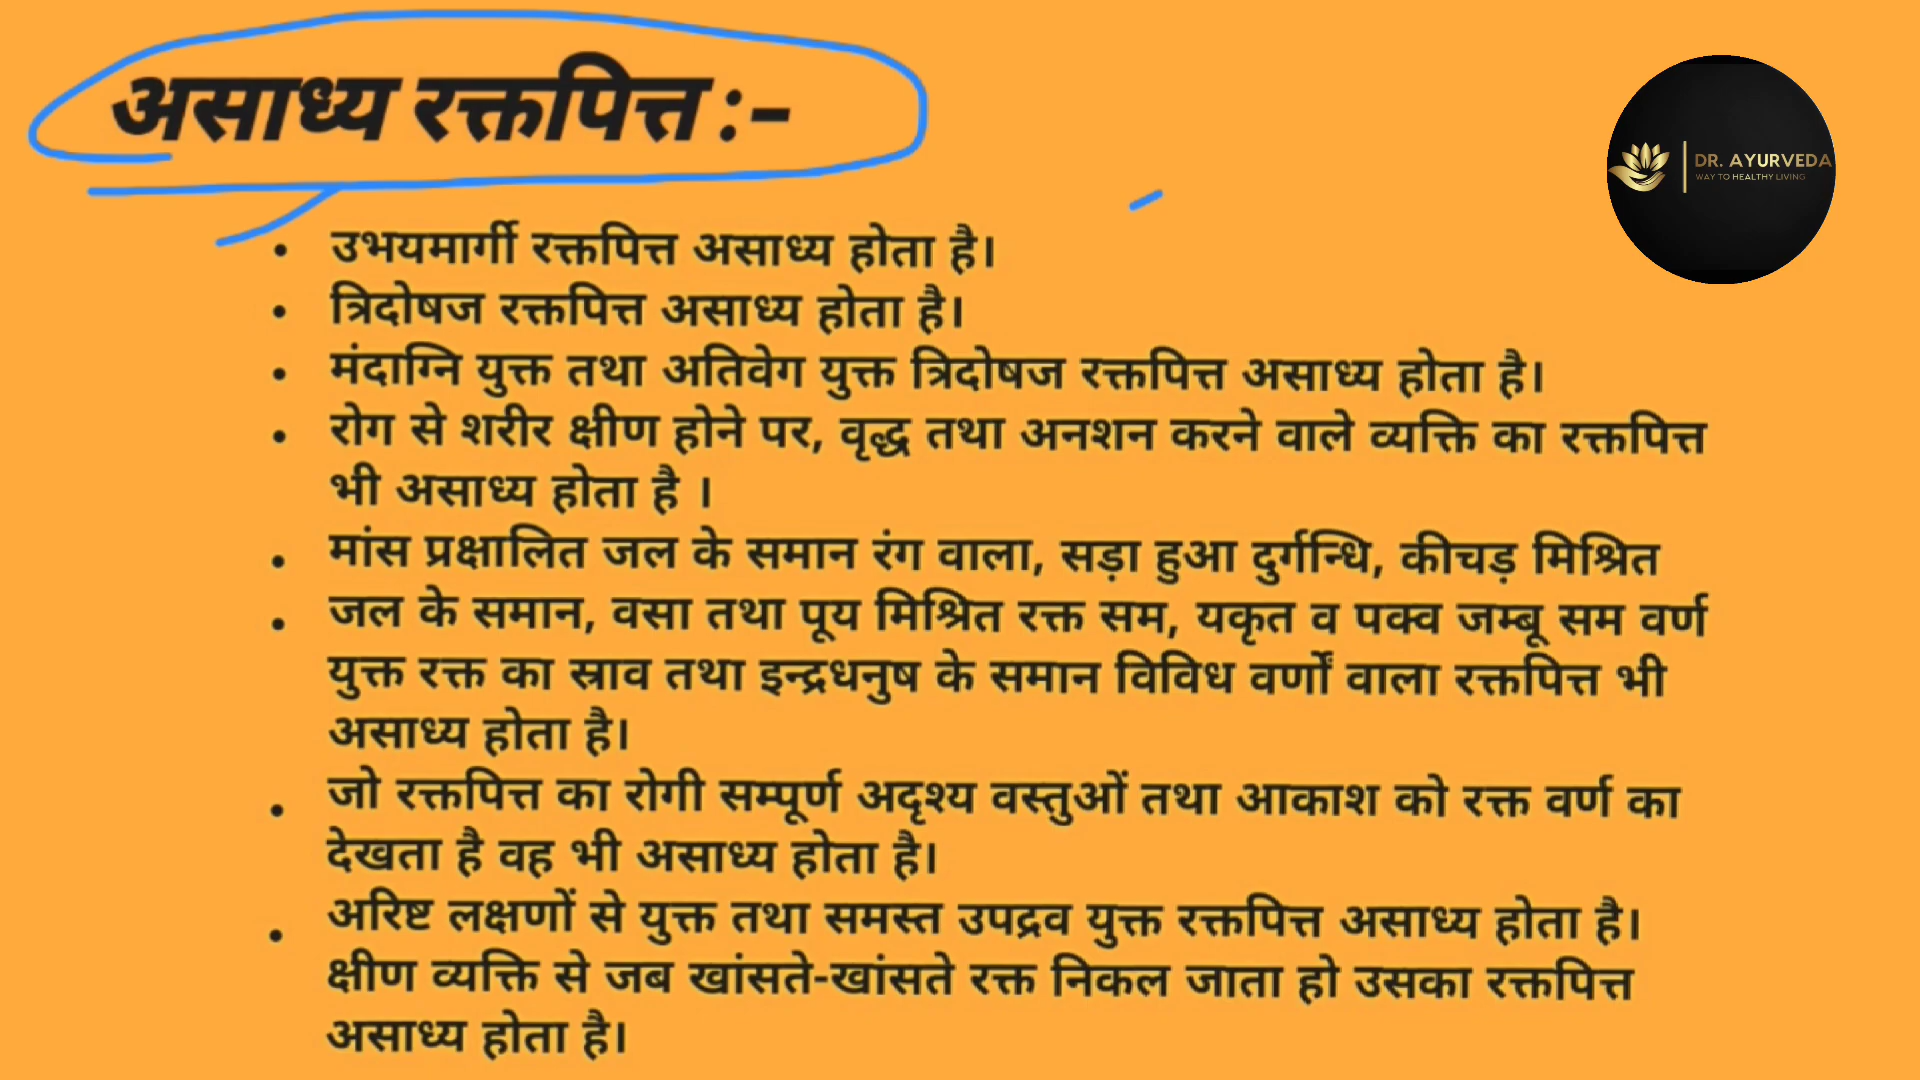 असाध्य रक्तपित्त :-
DR. AYURVEDA
WAY TO HEALTHY LIVING
• उभयमार्गी रक्तपित्त असाध्य होता है।
• त्रिदोषज रक्तपित्त असाध्य होता है।
• मंदाग्नि युक्त तथा अतिवेग युक्त त्रिदोषज रक्तपित्त असाध्य होता है।
• रोग से शरीर क्षीण होने पर, वृद्ध तथा अनशन करने वाले व्यक्ति का रक्तपित्त
भी असाध्य होता है ।
• मांस प्रक्षालित जल के समान रंग वाला, सड़ा हुआ दुर्गन्धि, कीचड़ मिश्रित
• जल के समान, वसा तथा पूय मिश्रित रक्त सम, यकृत व पक्व जम्बू सम वर्ण
युक्त रक्त का स्राव तथा इन्द्रधनुष के समान विविध वर्णों वाला रक्तपित्त भी
असाध्य होता है।
• जो रक्तपित्त का रोगी सम्पूर्ण अदृश्य वस्तुओं तथा आकाश को रक्त वर्ण का
देखता है वह भी असाध्य होता है।
• अरिष्ट लक्षणों से युक्त तथा समस्त उपद्रव युक्त रक्तपित्त असाध्य होता है।
क्षीण व्यक्ति से जब खांसते-खांसते रक्त निकल जाता हो उसका रक्तपित्त
असाध्य होता है।